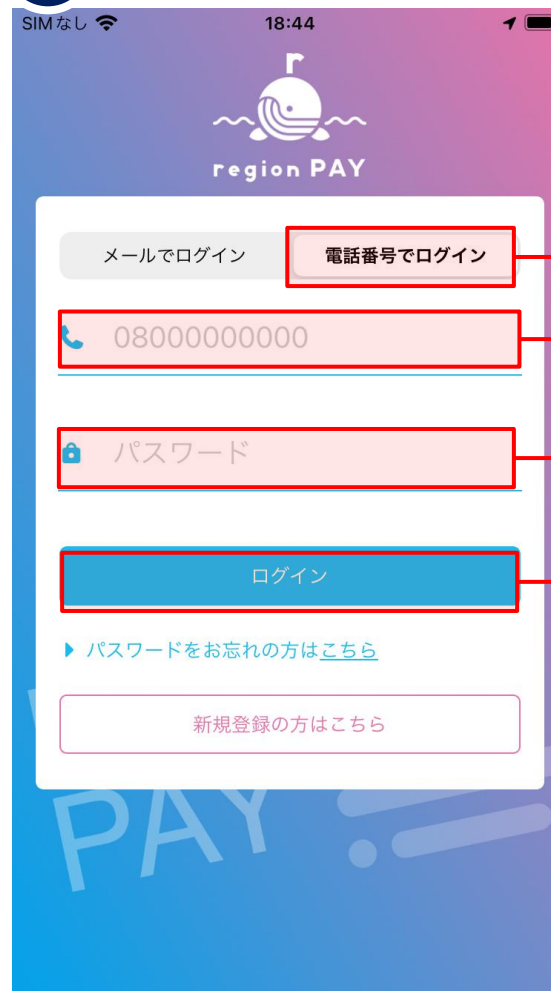 SIMなし 18:44
region PAY
メールでログイン 電話番号でログイン
08000000000
パスワード
ログイン
パスワードをお忘れの方はこちら
新規登録の方はこちら
PAY